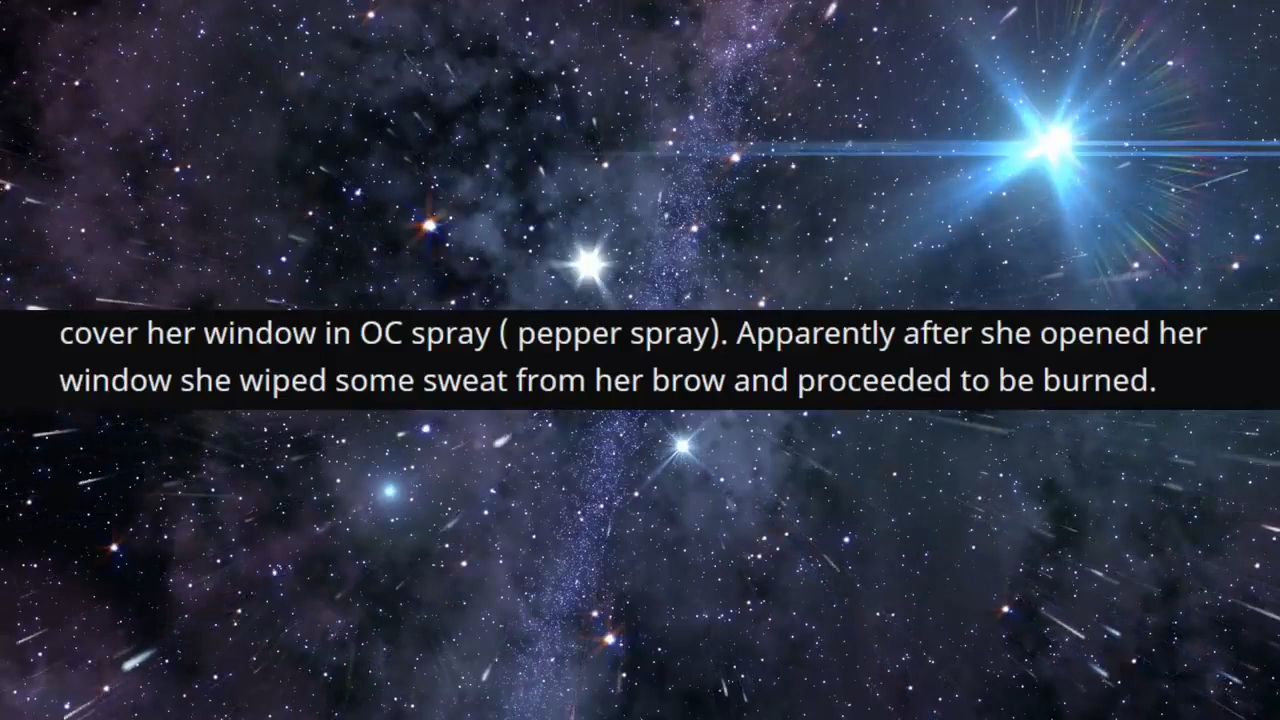 cover her window in OC spray ( pepper spray). Apparently after she opened her
window she wiped some sweat from her brow and proceeded to be burned.